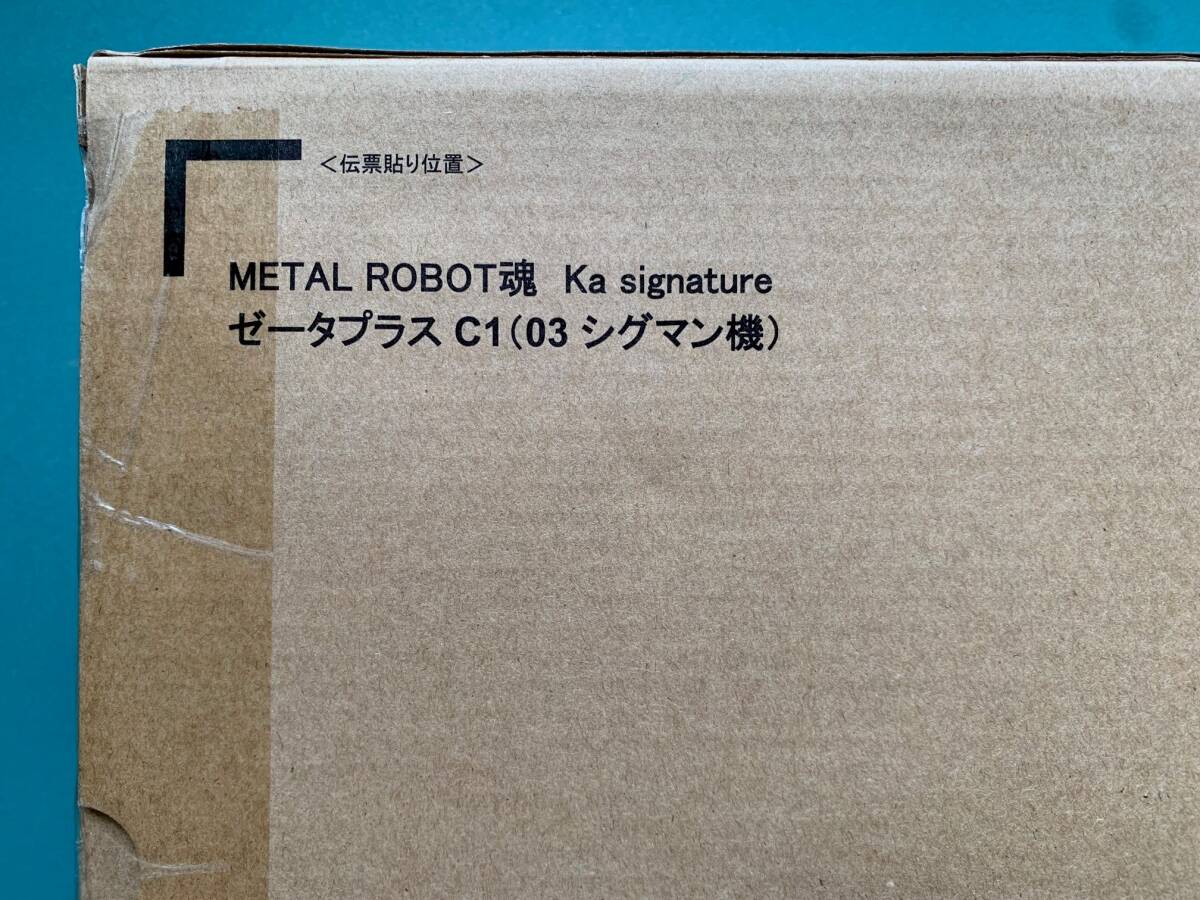 ＜伝票貼り位置＞
METAL ROBOT魂　Ka signature
ゼータプラス C1(03 シグマン機)